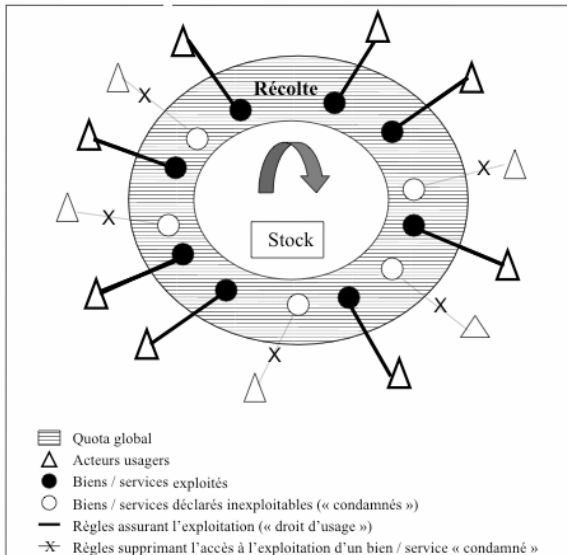 Récolte
X
X
X
X
Stock
X
X
Quota global
Acteurs usagers
Biens / services exploités
Biens / services déclarés inexploitables (« condamnés »)
Règles assurant l'exploitation (« droit d'usage »)
X Règles supprimant l'accès à l'exploitation d'un bien / service « condamné »